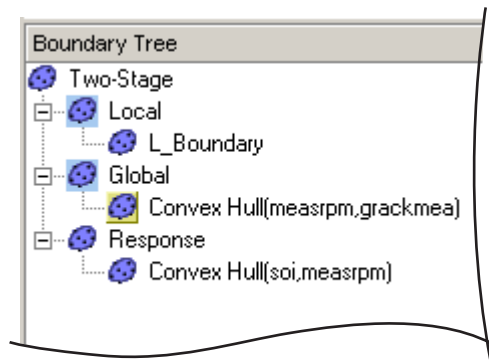 Boundary Tree
Two-Stage
Local
L_Boundary
Global
Convex Hull(measrpm,grackmea)
Response
Convex Hull(soi,measrpm)